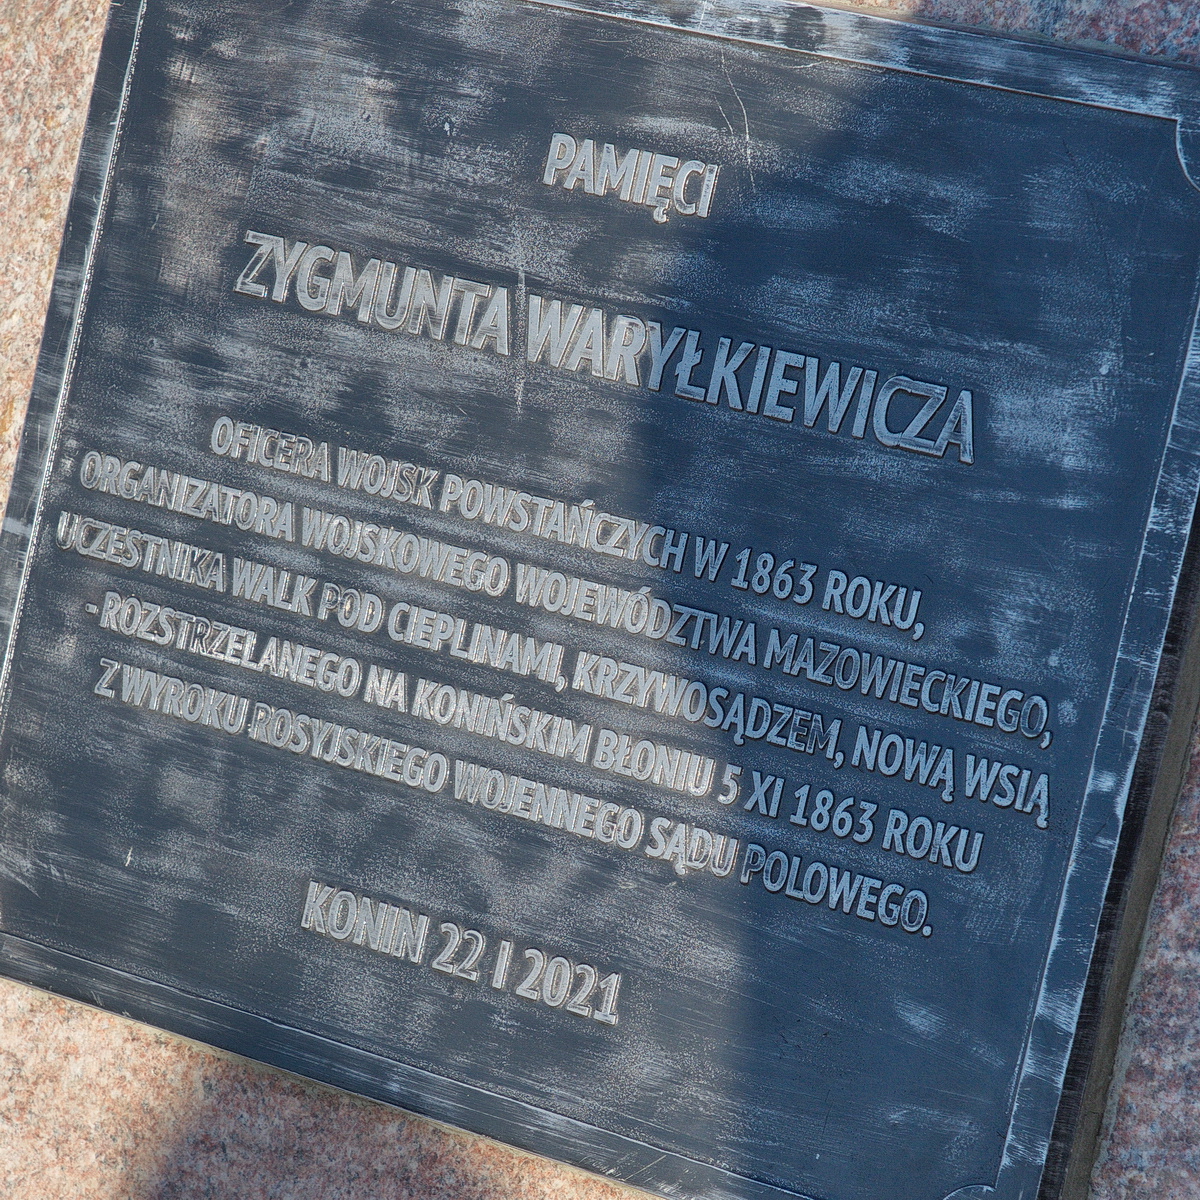 PAMIĘCI
ZYGMUNTA WARYŁKIEWICZA
OFICERA WOJSK POWSTAŃCZYCH W 1863 ROKU,
ORGANIZATORA WOJSKOWEGO WOJEWÓDZTWA MAZOWIECKIEGO,
UCZESTNIKA WALK POD CIEPLINAMI, KRZYWOSĄDZEM, NOWĄ WSIĄ
- ROZSTRZELANEGO NA KONIŃSKIM BŁONIU 5 XI 1863 ROKU
Z WYROKU ROSYJSKIEGO WOJENNEGO SĄDU POLOWEGO.
KONIN 22 I 2021